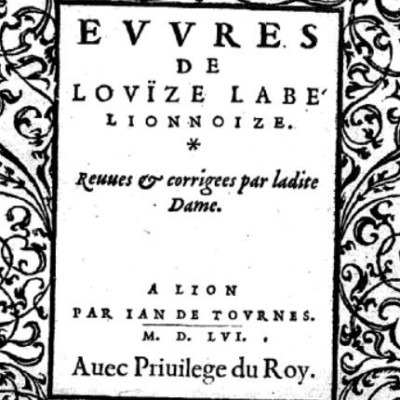 EVVRES
DE
LOVÏZE LABE´
LIONNOIZE.
*
Reuues & corrigees par ladite
Dame.
A LION
PAR IAN DE TOVRNES.
M. D. LVI.
Auec Priuilege du Roy.